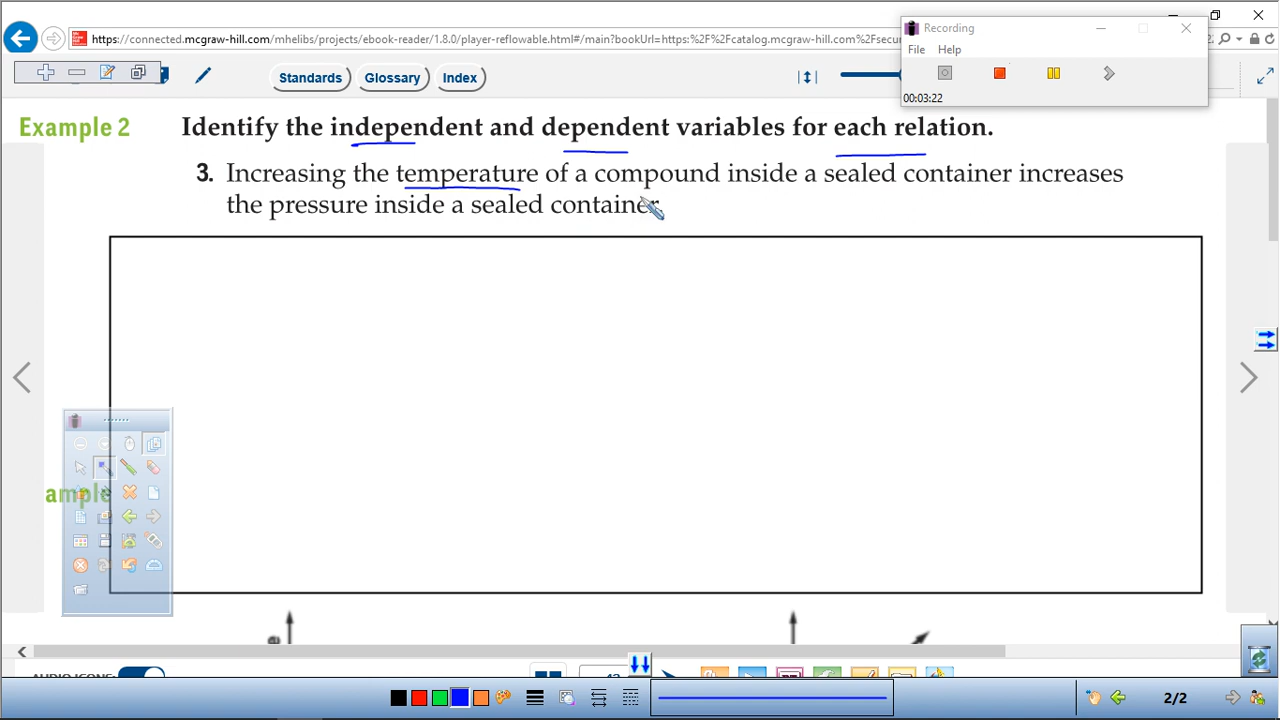 Recording
https://connected.mcgraw-hill.com/mhelibs/projects/ebook-reader/1.8.0/player-reflowable.html#/main?bookUrl=https:%2F%2Fcatalog.mcgraw-hill.com%2Fsecur
File Help
Standards Glossary Index
00:03:22
Example 2 Identify the independent and dependent variables for each relation.
3. Increasing the temperature of a compound inside a sealed container increases
the pressure inside a sealed container
ample
2/2